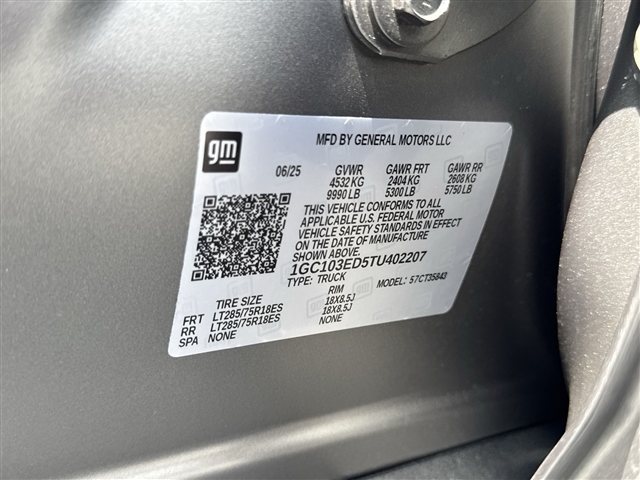 gm
MFD BY GENERAL MOTORS LLC
06/25 GVWR GAWR FRT GAWR RR
4532 KG 2404 KG 2608 KG
9990 LB 5300 LB 5750 LB
THIS VEHICLE CONFORMS TO ALL
APPLICABLE U.S. FEDERAL MOTOR
VEHICLE SAFETY STANDARDS IN EFFECT
ON THE DATE OF MANUFACTURE
SHOWN ABOVE.
1GC103ED5TU402207
TYPE: TRUCK MODEL: 57CT35843
TIRE SIZE RIM
FRT LT285/75R18ES 18X8.5J
RR LT285/75R18ES 18X8.5J
SPA NONE NONE